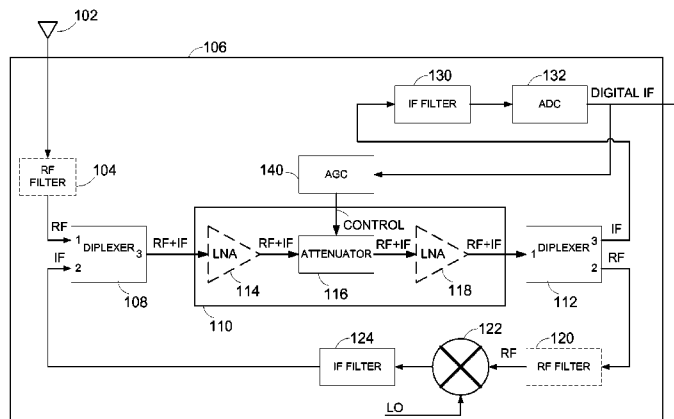 102
106
130
132
IF FILTER
ADC
DIGITAL IF
RF
FILTER
104
140
AGC
CONTROL
RF
IF
1
2
DIPLEXER
3
108
RF+IF
LNA
114
RF+IF
ATTENUATOR
116
RF+IF
LNA
118
RF+IF
110
1
DIPLEXER
3
2
IF
RF
112
124
IF FILTER
122
RF
120
RF FILTER
LO